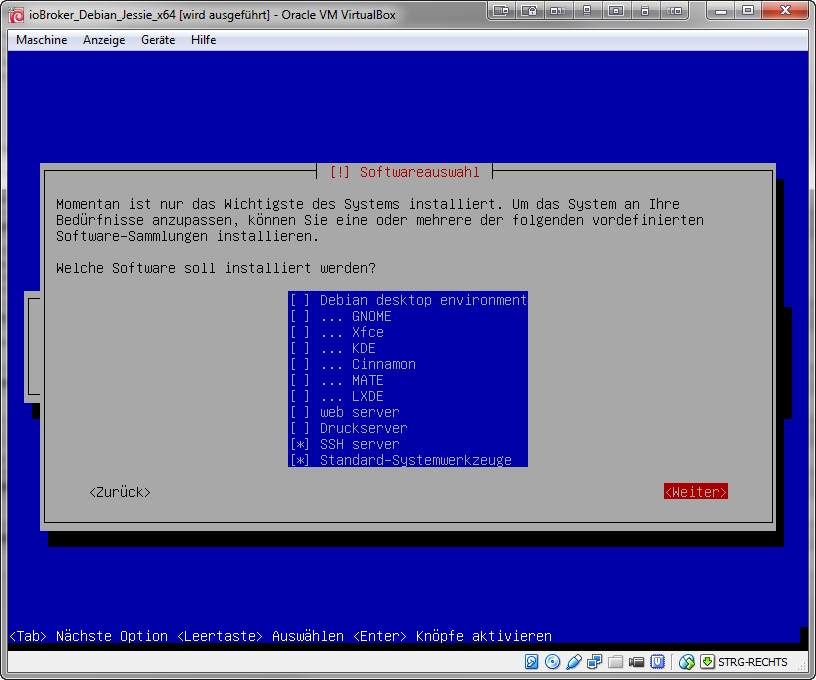 ioBroker_Debian_Jessie_x64 [wird ausgeführt] - Oracle VM VirtualBox
Maschine Anzeige Geräte Hilfe
[!] Softwareauswahl
Momentan ist nur das Wichtigste des Systems installiert. Um das System an Ihre
Bedürfnisse anzupassen, können Sie eine oder mehrere der folgenden vordefinierten
Software-Sammlungen installieren.
Welche Software soll installiert werden?
[ ] Debian desktop environment
[ ] ... GNOME
[ ] ... Xfce
[ ] ... KDE
[ ] ... Cinnamon
[ ] ... MATE
[ ] ... LXDE
[ ] web server
[ ] Druckserver
[*] SSH server
[*] Standard-Systemwerkzeuge
<Zurück> <Weiter>
<Tab> Nächste Option <Leertaste> Auswählen <Enter> Knöpfe aktivieren
STRG-RECHTS